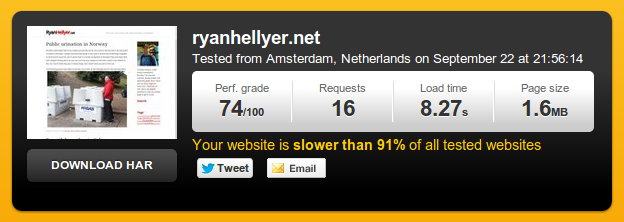 RyanHellyer.net
Public urination in Norway
ryanhellyer.net
Tested from Amsterdam, Netherlands on September 22 at 21:56:14
Perf. grade Requests Load time Page size
74/100 16 8.27s 1.6MB
Your website is slower than 91% of all tested websites
DOWNLOAD HAR
Tweet Email